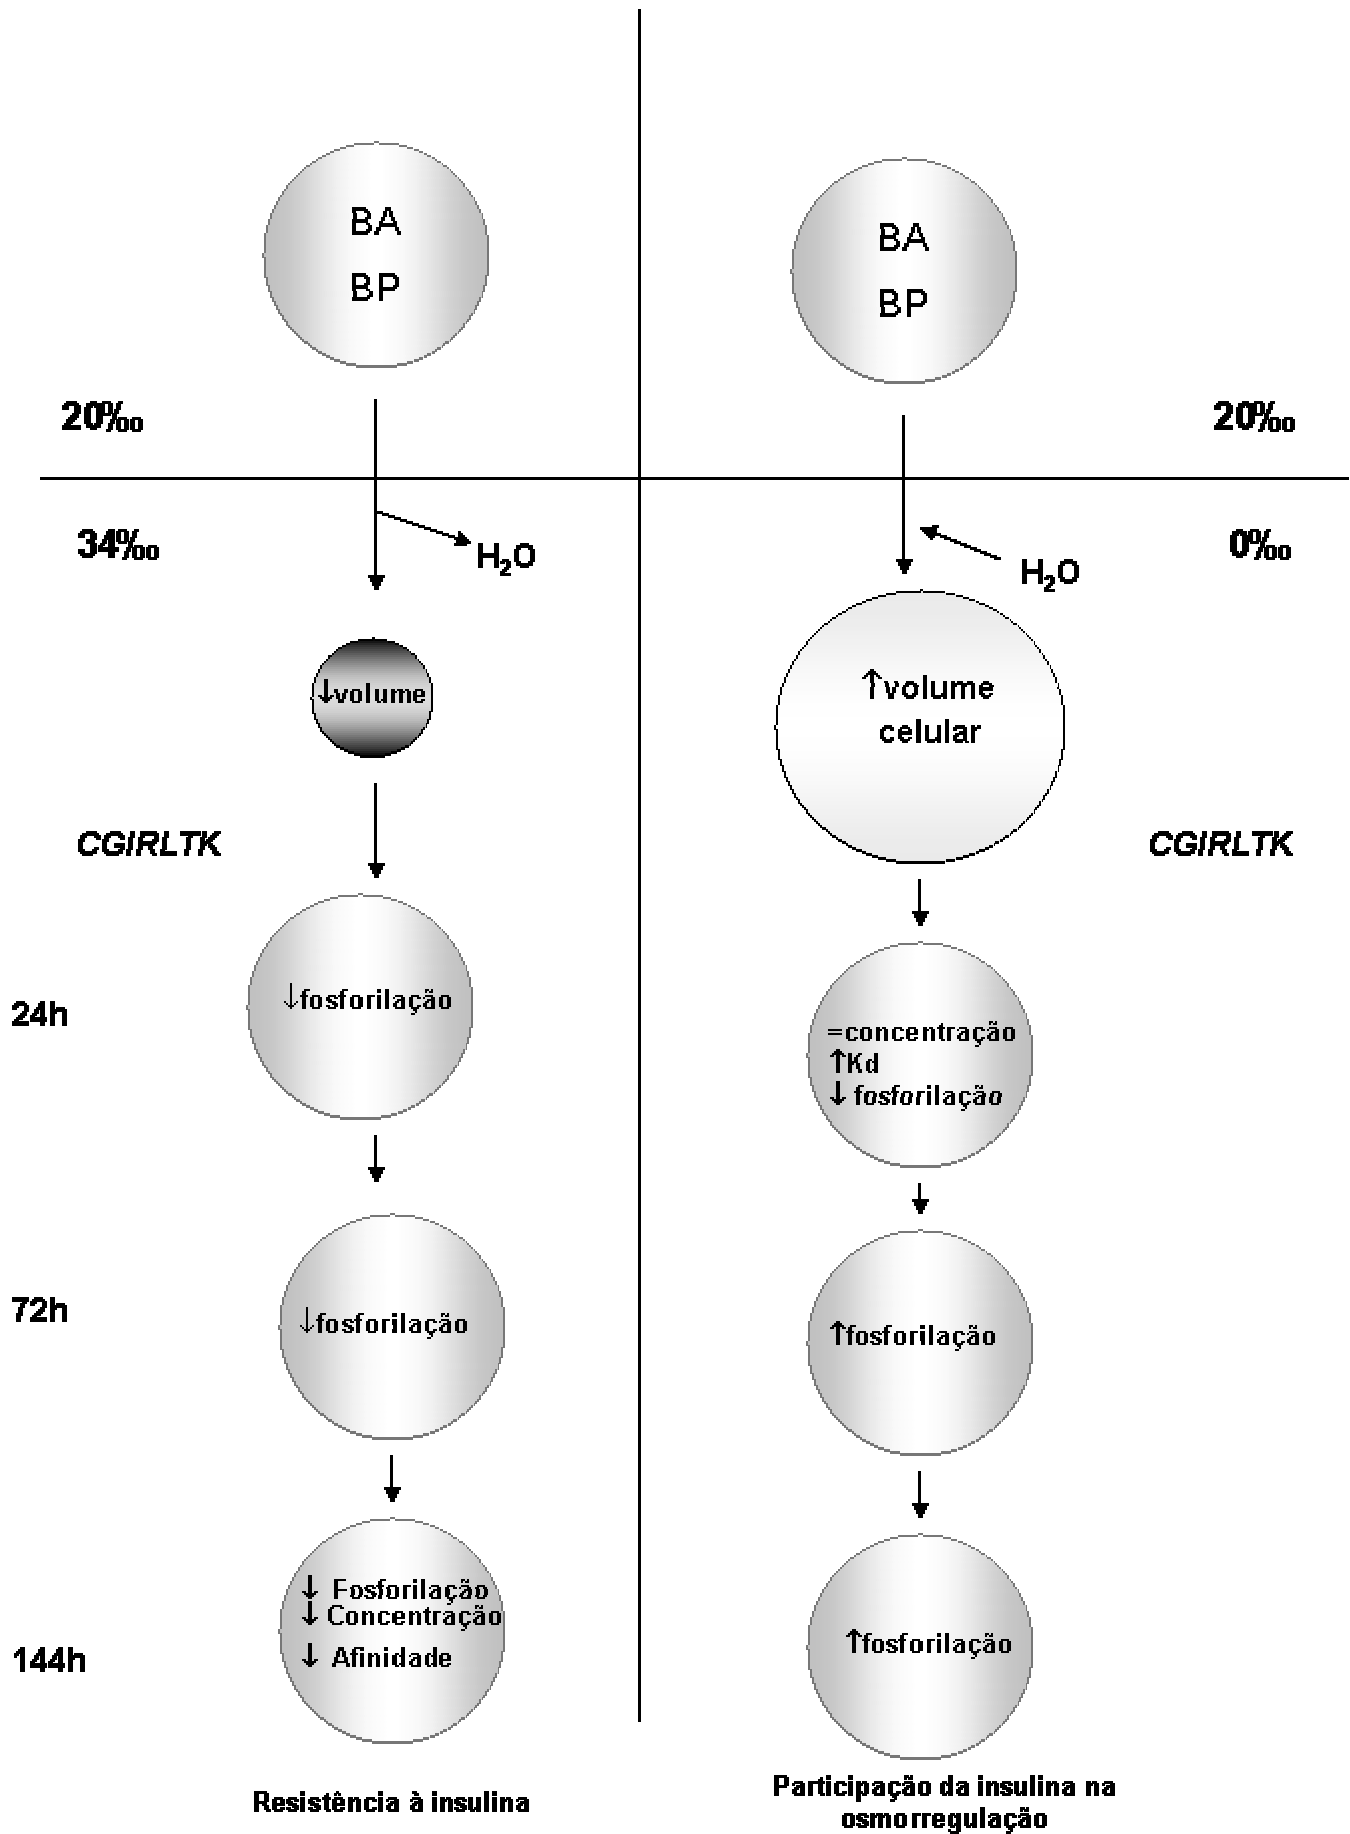 BA
BP
20‰
34‰
H₂O
↓volume
CGIRLTK
24h
↓fosforilação
72h
↓fosforilação
144h
↓ Fosforilação
↓ Concentração
↓ Afinidade
Resistência à insulina
BA
BP
20‰
0‰
H₂O
↑volume
celular
CGIRLTK
=concentração
↑Kd
↓ fosforilação
↑fosforilação
↑fosforilação
Participação da insulina na
osmorregulação